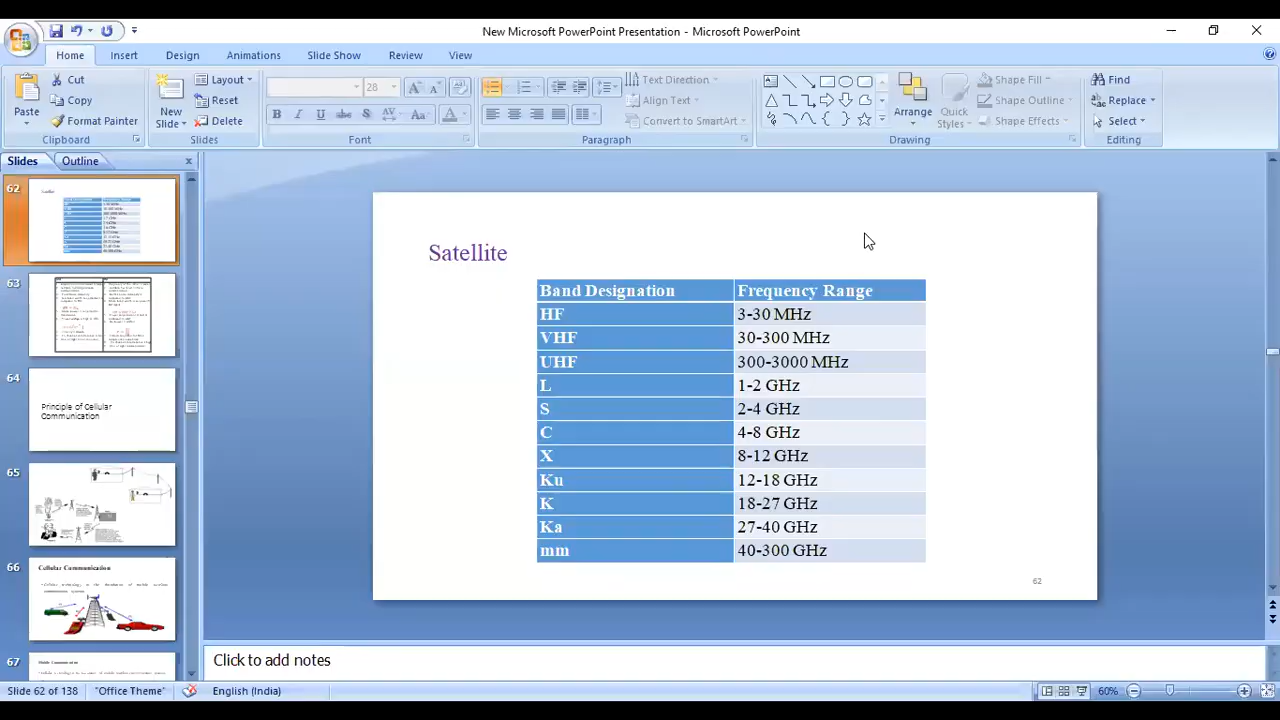 New Microsoft PowerPoint Presentation - Microsoft PowerPoint
Home Insert Design Animations Slide Show Review View
Cut Layout 28 Text Direction Shape Fill Find
Copy Reset Align Text Shape Outline Replace
Paste Format Painter New Slide Delete Convert to SmartArt Arrange Quick Styles Shape Effects Select
Clipboard Slides Font Paragraph Drawing Editing
Slides Outline
62
63
64
Principle of Cellular
Communication
65
66
Cellular Communication
67
Satellite
Band Designation Frequency Range
HF 3-30 MHz
VHF 30-300 MHz
UHF 300-3000 MHz
L 1-2 GHz
S 2-4 GHz
C 4-8 GHz
X 8-12 GHz
Ku 12-18 GHz
K 18-27 GHz
Ka 27-40 GHz
mm 40-300 GHz
62
Click to add notes
Slide 62 of 138 "Office Theme" English (India) 60%